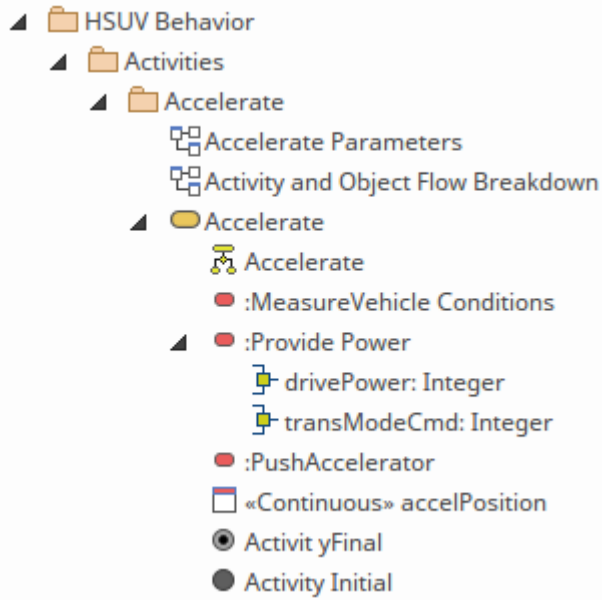 HSUV Behavior
Activities
Accelerate
Accelerate Parameters
Activity and Object Flow Breakdown
Accelerate
Accelerate
:MeasureVehicle Conditions
:Provide Power
drivePower: Integer
transModeCmd: Integer
:PushAccelerator
«Continuous» accelPosition
Activit yFinal
Activity Initial